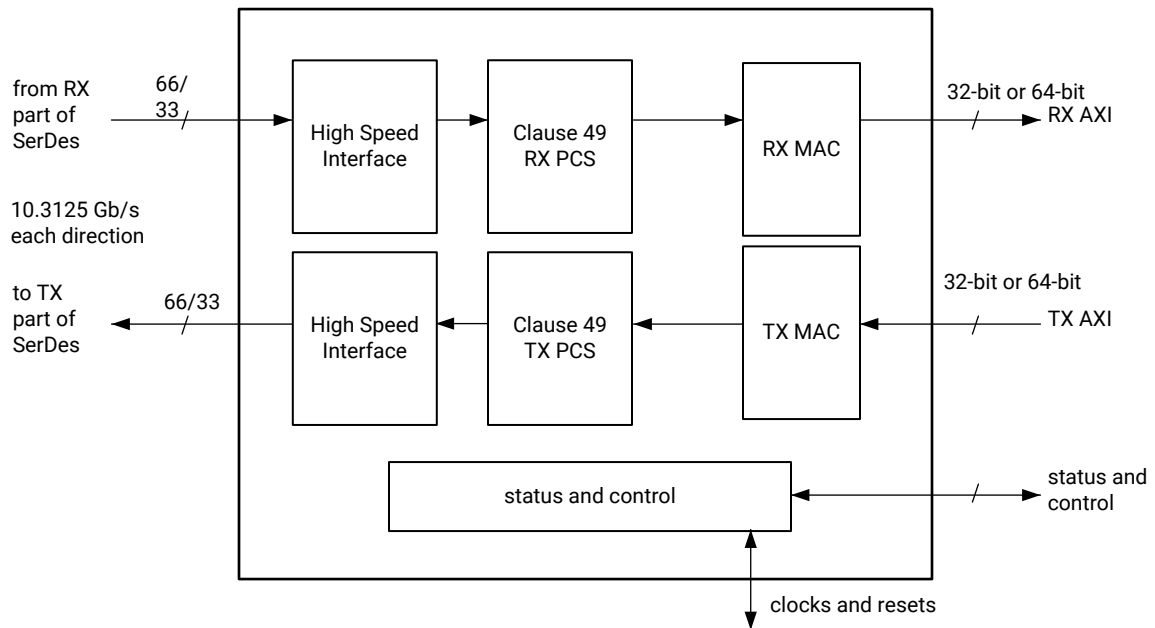 from RX
part of
SerDes
66/
33
High Speed
Interface
Clause 49
RX PCS
RX MAC
32-bit or 64-bit
RX AXI
10.3125 Gb/s
each direction
to TX
part of
SerDes
66/33
High Speed
Interface
Clause 49
TX PCS
TX MAC
32-bit or 64-bit
TX AXI
status and control
status and
control
clocks and resets